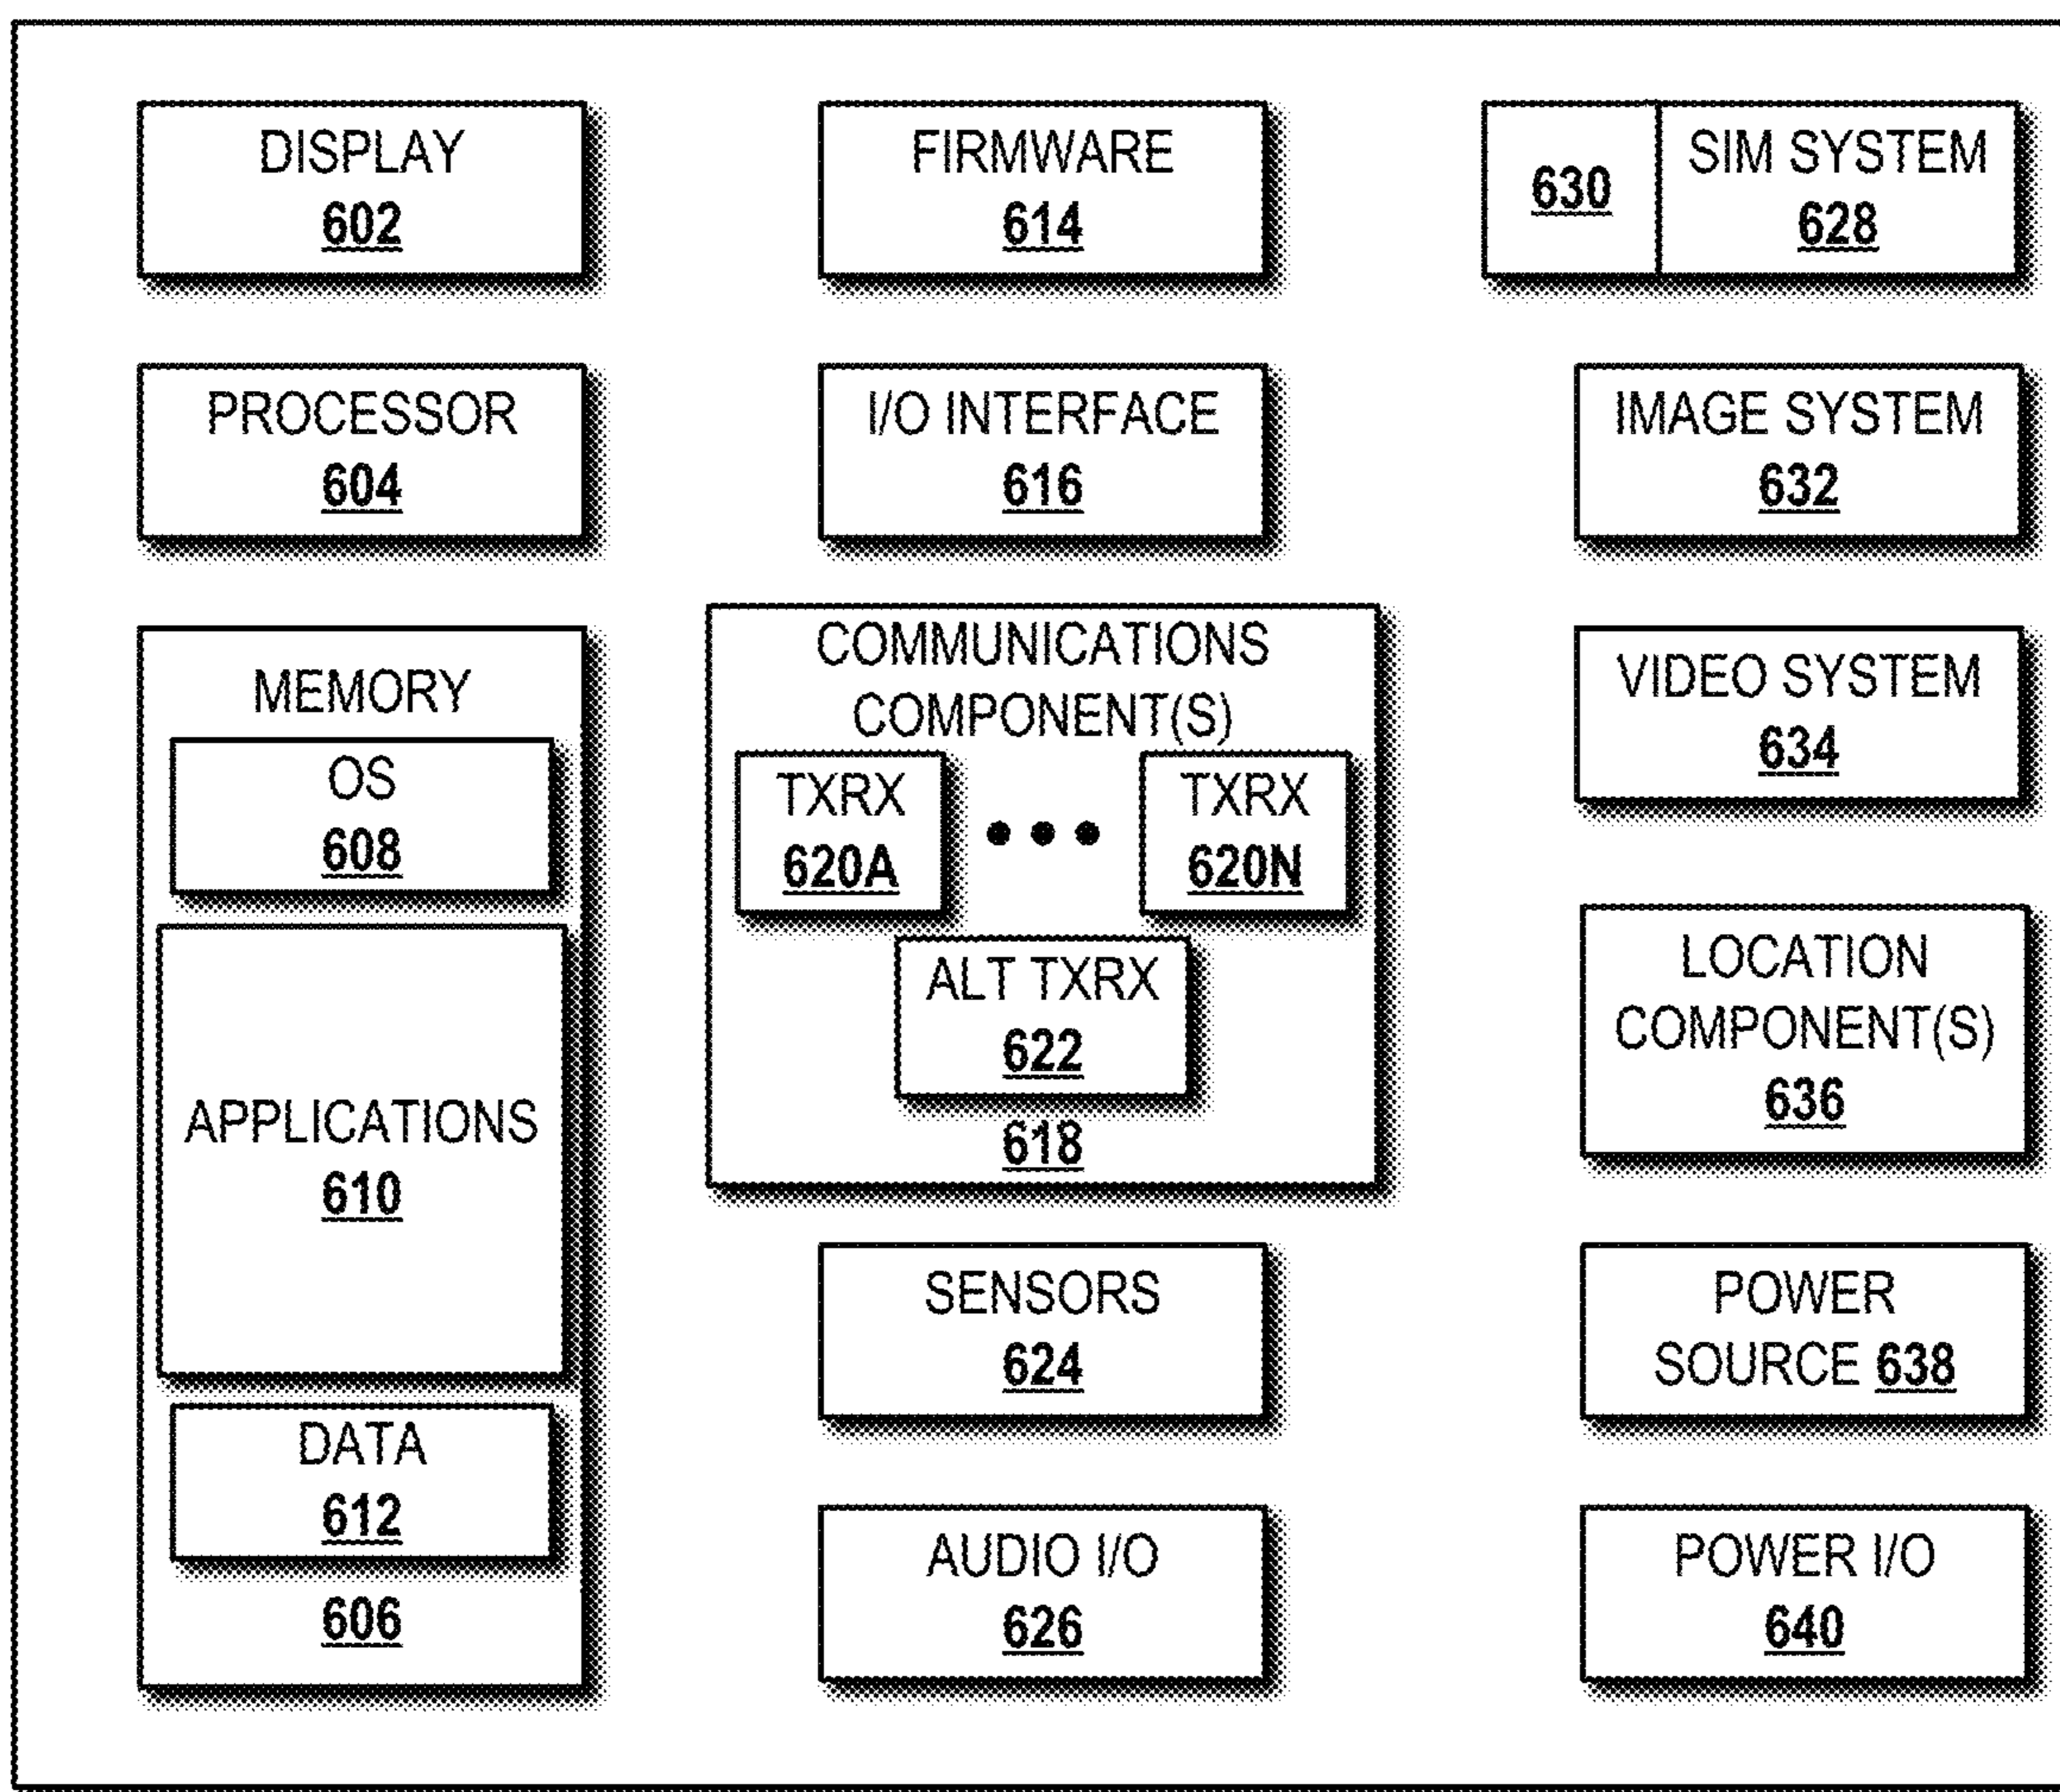 DISPLAY
602
PROCESSOR
604
MEMORY
OS
608
APPLICATIONS
610
DATA
612
606
FIRMWARE
614
I/O INTERFACE
616
COMMUNICATIONS
COMPONENT(S)
TXRX
620A
TXRX
620N
ALT TXRX
622
618
SENSORS
624
AUDIO I/O
626
630
SIM SYSTEM
628
IMAGE SYSTEM
632
VIDEO SYSTEM
634
LOCATION
COMPONENT(S)
636
POWER
SOURCE 638
POWER I/O
640